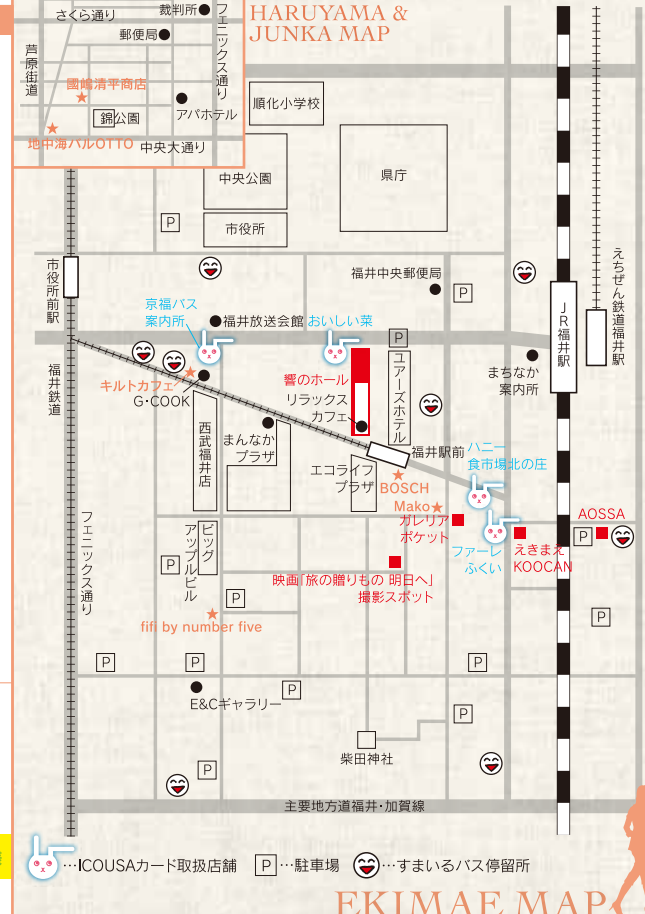 HARUYAMA &
JUNKA MAP
さくら通り
裁判所
フェニックス通り
郵便局
芦原街道
國嶋清平商店
錦公園
アパホテル
地中海バルOTTO
中央大通り
順化小学校
中央公園
県庁
市役所
P
市役所前駅
福井中央郵便局
P
えちぜん鉄道福井駅
JR福井駅
京福バス
案内所
福井放送会館
おいしい菜
P
ユアーズホテル
まちなか
案内所
福井鉄道
キルトカフェ
G・COOK
響のホール
リラックス
カフェ
西武福井店
まんなか
プラザ
エコライフ
プラザ
福井駅前
ハニー
食市場北の庄
BOSCH
Mako
ガレリア
ポケット
ファーレ
ふくい
えきまえ
KOOCAN
AOSSA
P
フェニックス通り
ビッグ
アップルビル
P
映画「旅の贈りもの 明日へ」
撮影スポット
P
fifi by number five
P
P
P
P
E&Cギャラリー
P
P
柴田神社
P
主要地方道福井・加賀線
…ICOUSAカード取扱店舗
P…駐車場
…すまいるバス停留所
EKIMAE MAP